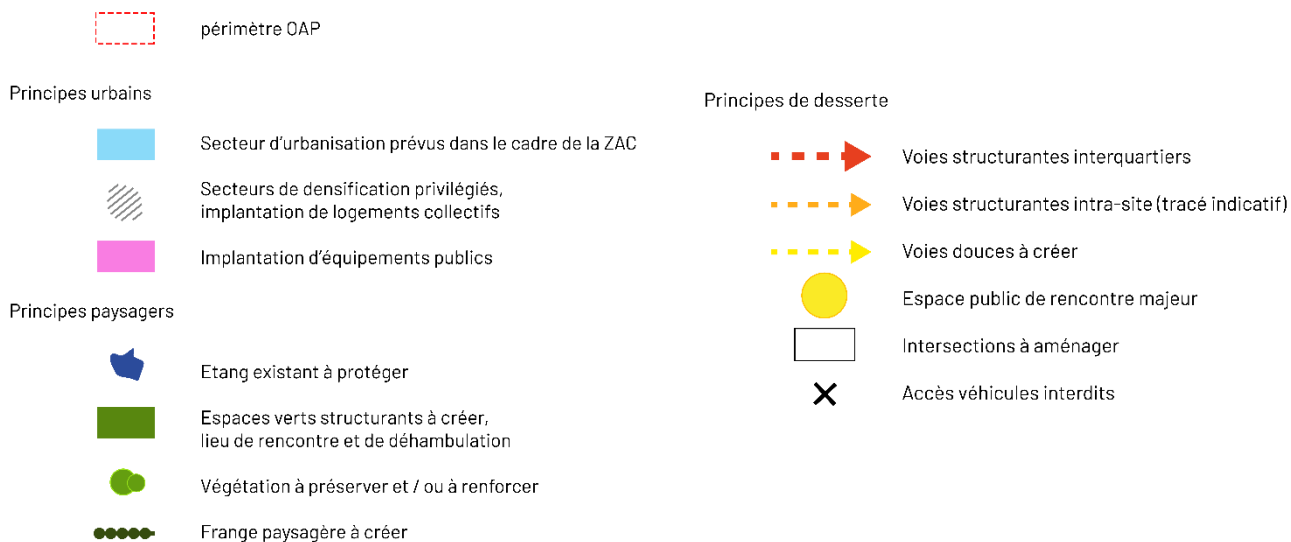 périmètre OAP
Principes urbains
Secteur d'urbanisation prévus dans le cadre de la ZAC
Secteurs de densification privilégiés,
implantation de logements collectifs
Implantation d'équipements publics
Principes paysagers
Etang existant à protéger
Espaces verts structurants à créer,
lieu de rencontre et de déhambulation
Végétation à préserver et / ou à renforcer
Frange paysagère à créer
Principes de desserte
Voies structurantes interquartiers
Voies structurantes intra-site (tracé indicatif)
Voies douces à créer
Espace public de rencontre majeur
Intersections à aménager
Accès véhicules interdits